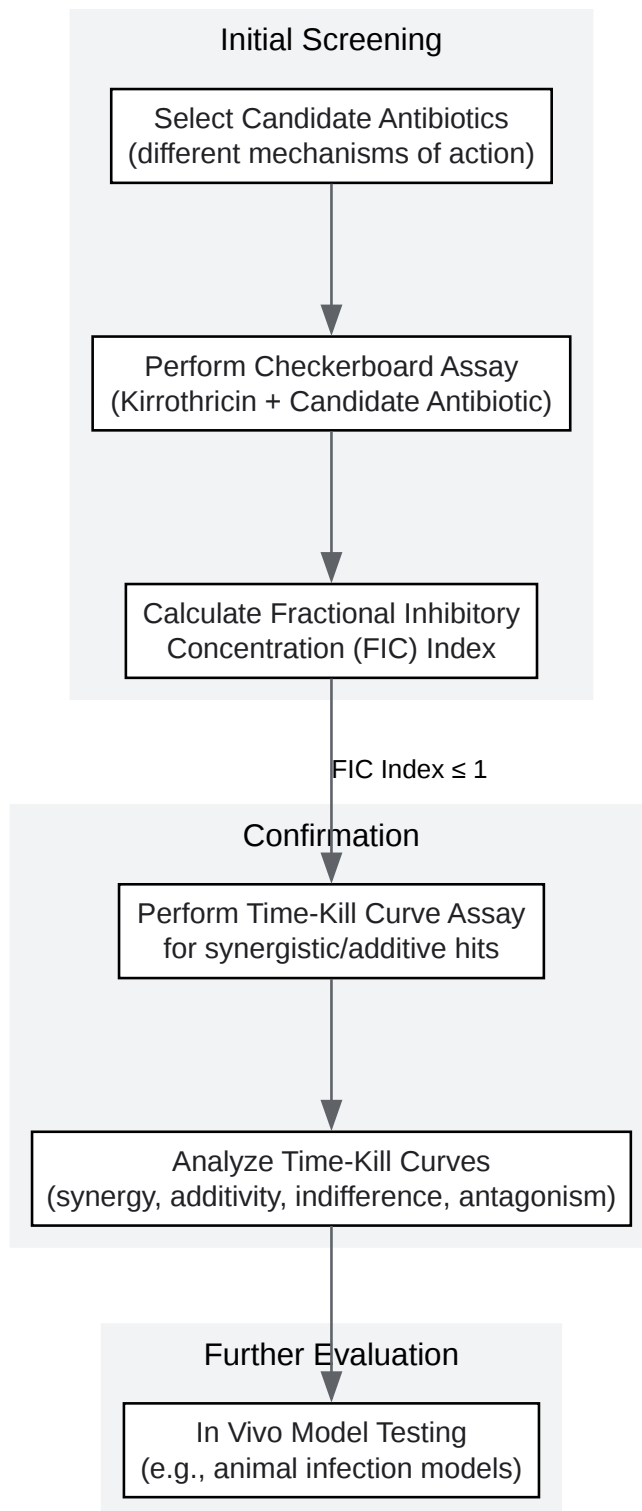 Initial Screening
Select Candidate Antibiotics
(different mechanisms of action)
Perform Checkerboard Assay
(Kirrothricin + Candidate Antibiotic)
Calculate Fractional Inhibitory
Concentration (FIC) Index
FIC Index ≤ 1
Confirmation
Perform Time-Kill Curve Assay
for synergistic/additive hits
Analyze Time-Kill Curves
(synergy, additivity, indifference, antagonism)
Further Evaluation
In Vivo Model Testing
(e.g., animal infection models)